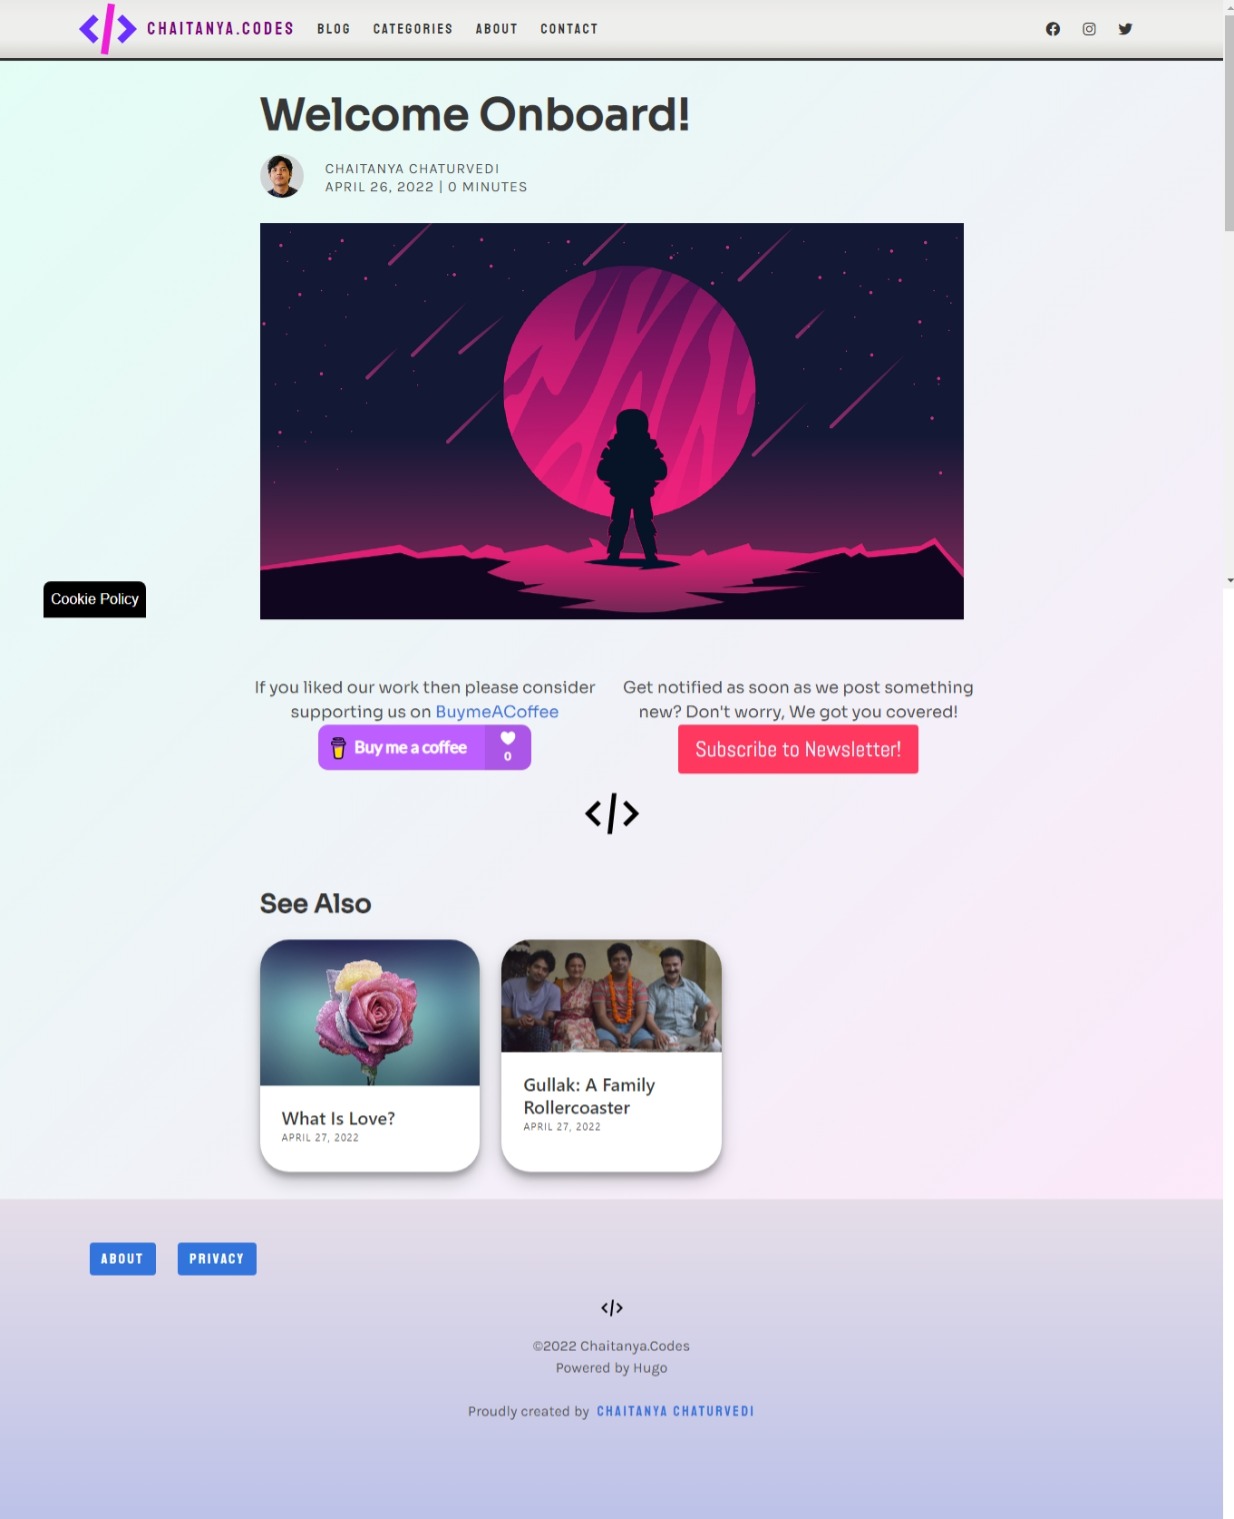 </> CHAITANYA.CODES BLOG CATEGORIES ABOUT CONTACT
Welcome Onboard!
CHAITANYA CHATURVEDI
APRIL 26, 2022 | 0 MINUTES
Cookie Policy
If you liked our work then please consider
supporting us on BuymeACoffee
Buy me a coffee
0
Get notified as soon as we post something
new? Don't worry, We got you covered!
Subscribe to Newsletter!
</>
See Also
What Is Love?
APRIL 27, 2022
Gullak: A Family
Rollercoaster
APRIL 27, 2022
ABOUT PRIVACY
</>
©2022 Chaitanya.Codes
Powered by Hugo
Proudly created by CHAITANYA CHATURVEDI